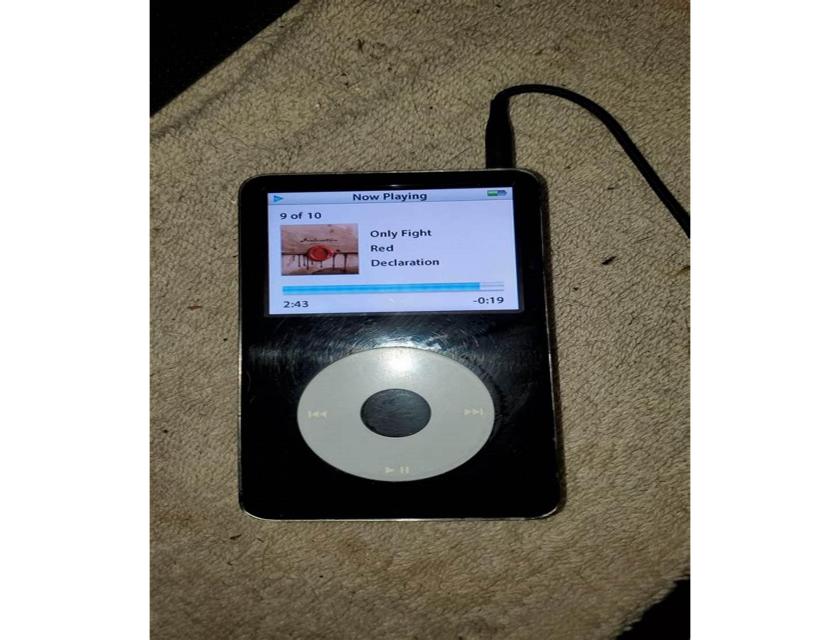 Now Playing
9 of 10
Only Fight
Red
Declaration
2:43
-0:19